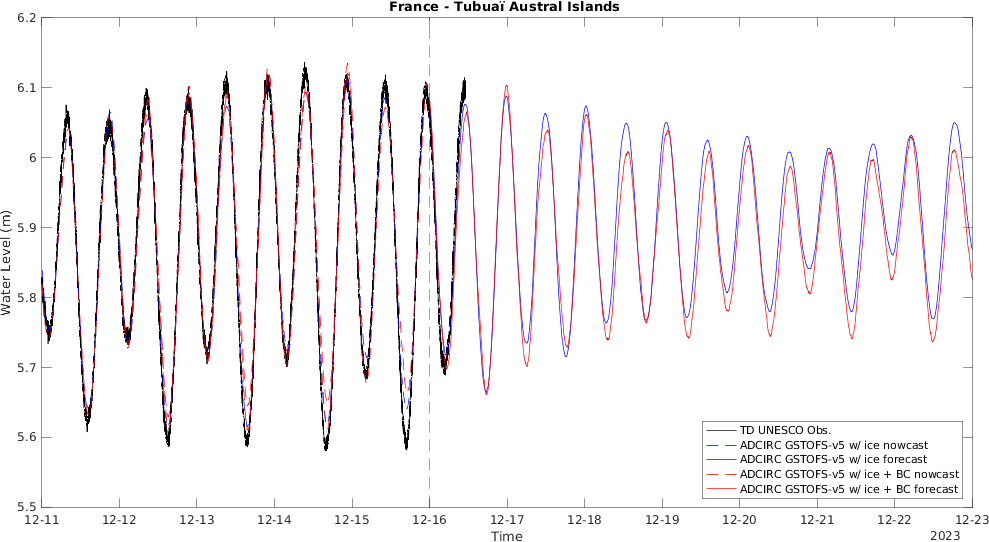 France - Tubuaï Austral Islands
Water Level (m)
6.2
6.1
6
5.9
5.8
5.7
5.6
5.5
TD UNESCO Obs.
ADCIRC GSTOFS-v5 w/ ice nowcast
ADCIRC GSTOFS-v5 w/ ice forecast
ADCIRC GSTOFS-v5 w/ ice + BC nowcast
ADCIRC GSTOFS-v5 w/ ice + BC forecast
12-11 12-12 12-13 12-14 12-15 12-16 12-17 12-18 12-19 12-20 12-21 12-22 12-23
Time
2023